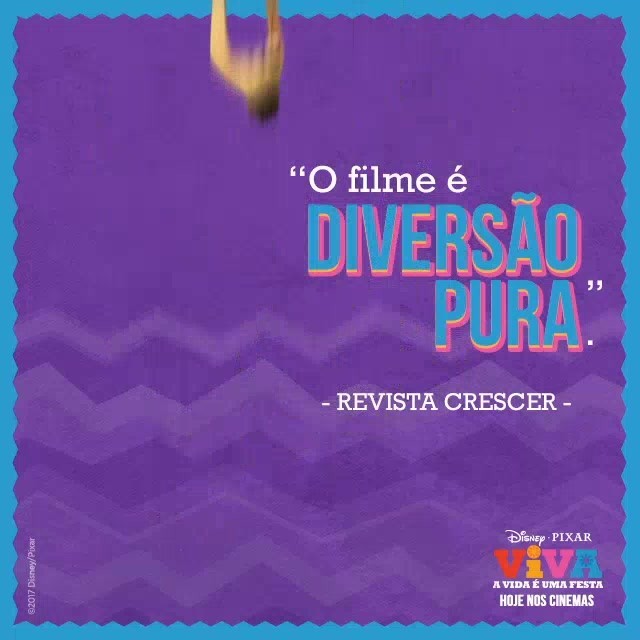 “O filme é
DIVERSÃO
PURA.”
- REVISTA CRESCER -
©2017 Disney/Pixar
Disney · PIXAR
VIVA
A VIDA É UMA FESTA
HOJE NOS CINEMAS